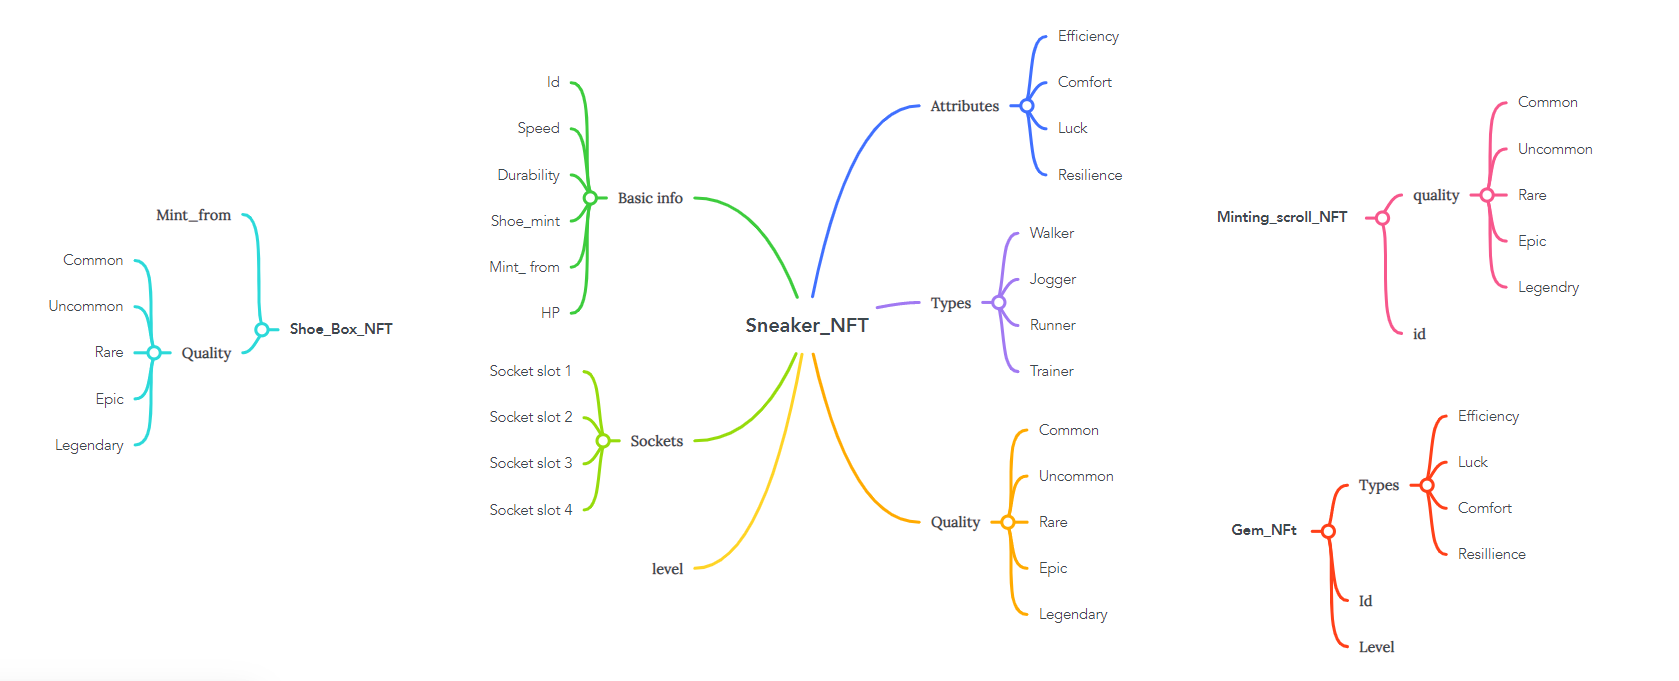 Mint_from
Common
Uncommon
Rare
Epic
Legendary
Quality
Shoe_Box_NFT
Id
Speed
Durability
Shoe_mint
Mint_ from
HP
Basic info
Socket slot 1
Socket slot 2
Socket slot 3
Socket slot 4
Sockets
level
Sneaker_NFT
Attributes
Efficiency
Comfort
Luck
Resilience
Types
Walker
Jogger
Runner
Trainer
Quality
Common
Uncommon
Rare
Epic
Legendary
Minting_scroll_NFT
quality
Common
Uncommon
Rare
Epic
Legendry
id
Gem_NFt
Types
Efficiency
Luck
Comfort
Resillience
Id
Level